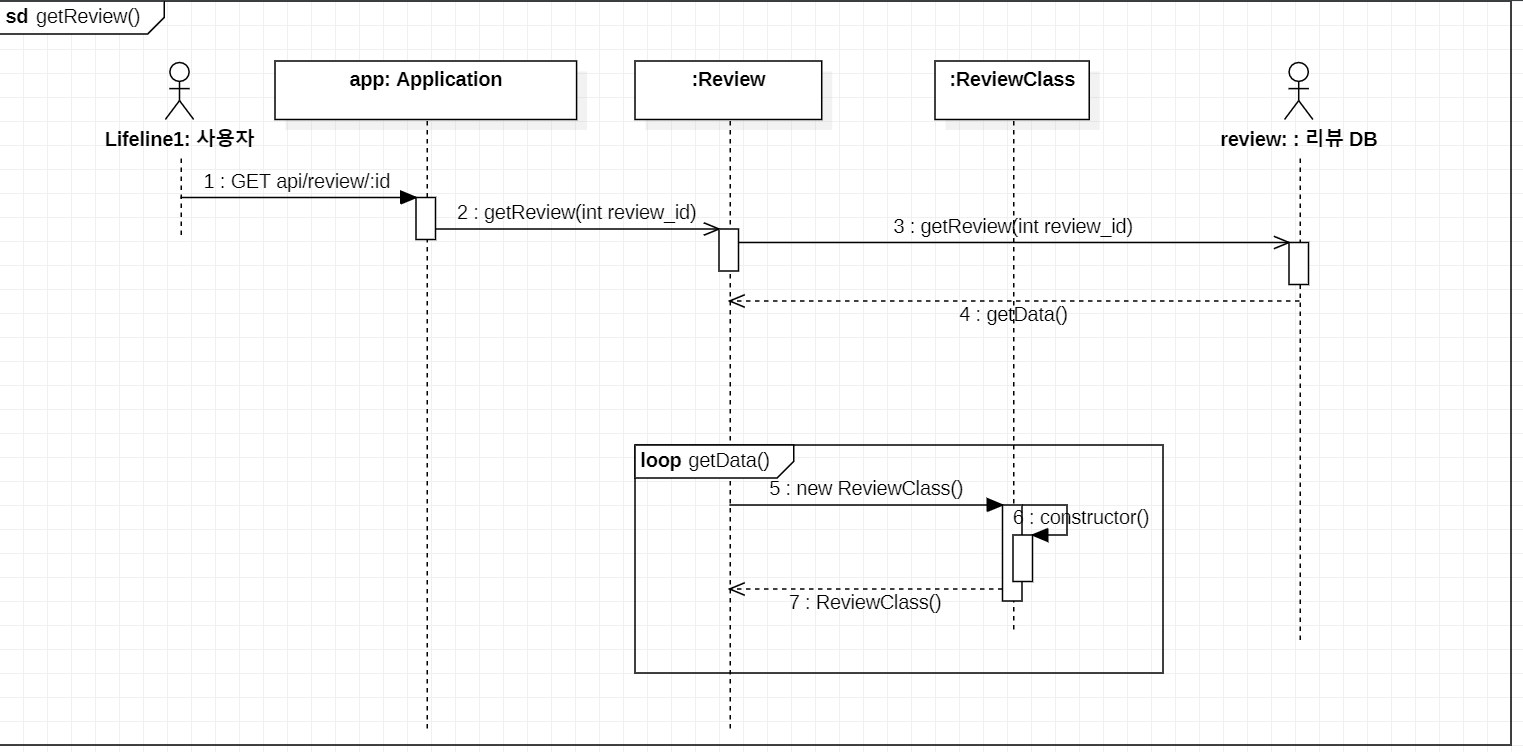 sd getReview()
app: Application
:Review
:ReviewClass
Lifeline1: 사용자
review: : 리뷰 DB
1 : GET api/review/:id
2 : getReview(int review_id)
3 : getReview(int review_id)
4 : getData()
loop getData()
5 : new ReviewClass()
6 : constructor()
7 : ReviewClass()